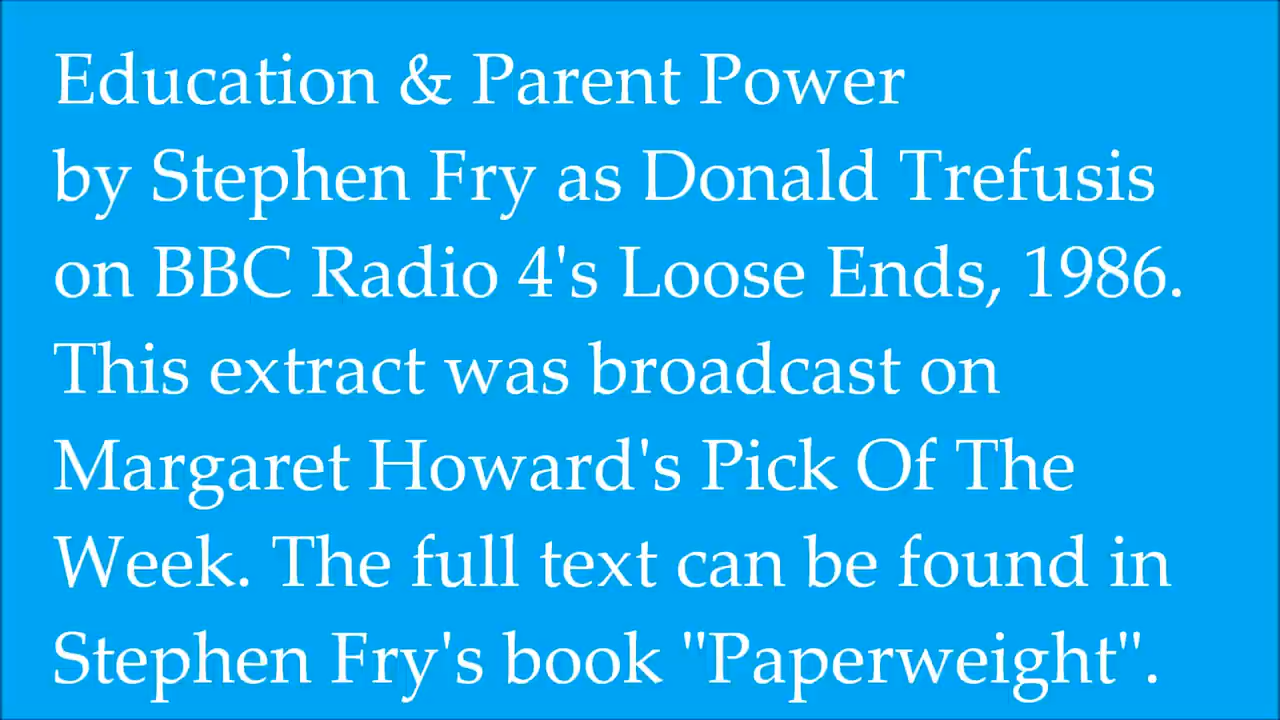 Education & Parent Power
by Stephen Fry as Donald Trefusis
on BBC Radio 4's Loose Ends, 1986.
This extract was broadcast on
Margaret Howard's Pick Of The
Week. The full text can be found in
Stephen Fry's book "Paperweight".